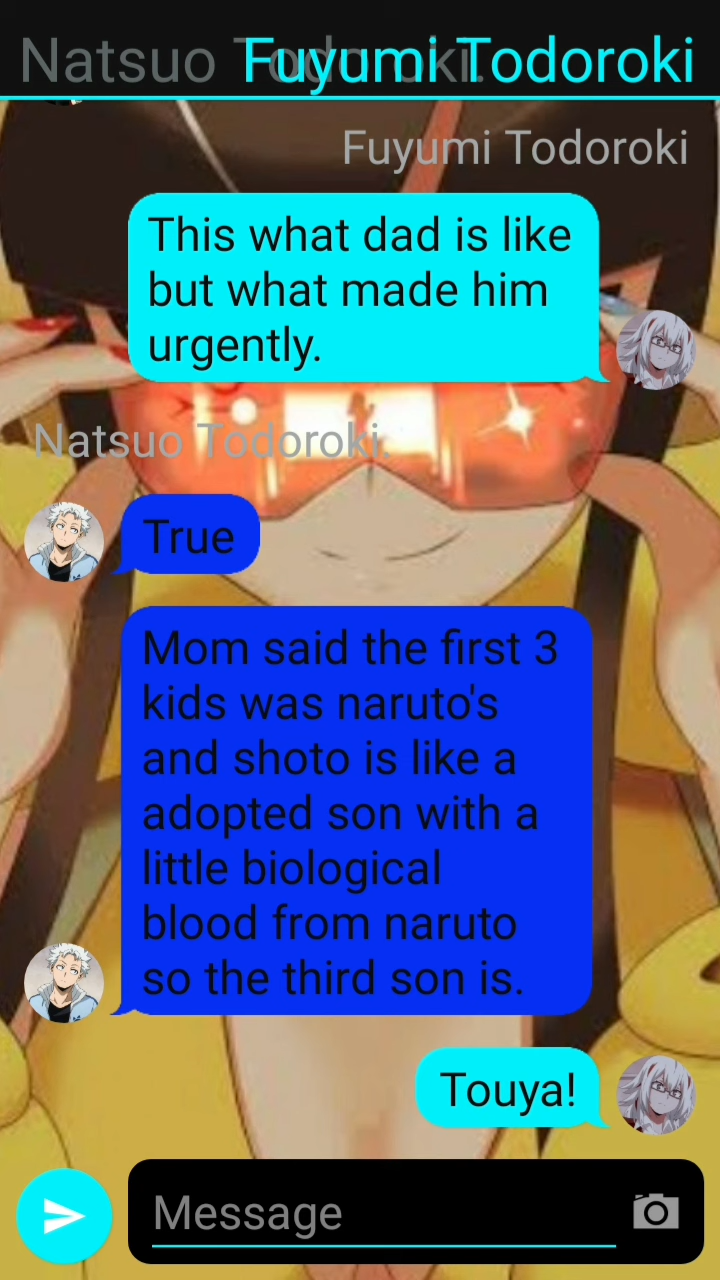 Natsuo Todoroki.
Fuyumi Todoroki
Fuyumi Todoroki
This what dad is like
but what made him
urgently.
Natsuo Todoroki.
True
Mom said the first 3
kids was naruto's
and shoto is like a
adopted son with a
little biological
blood from naruto
so the third son is.
Touya!
Message